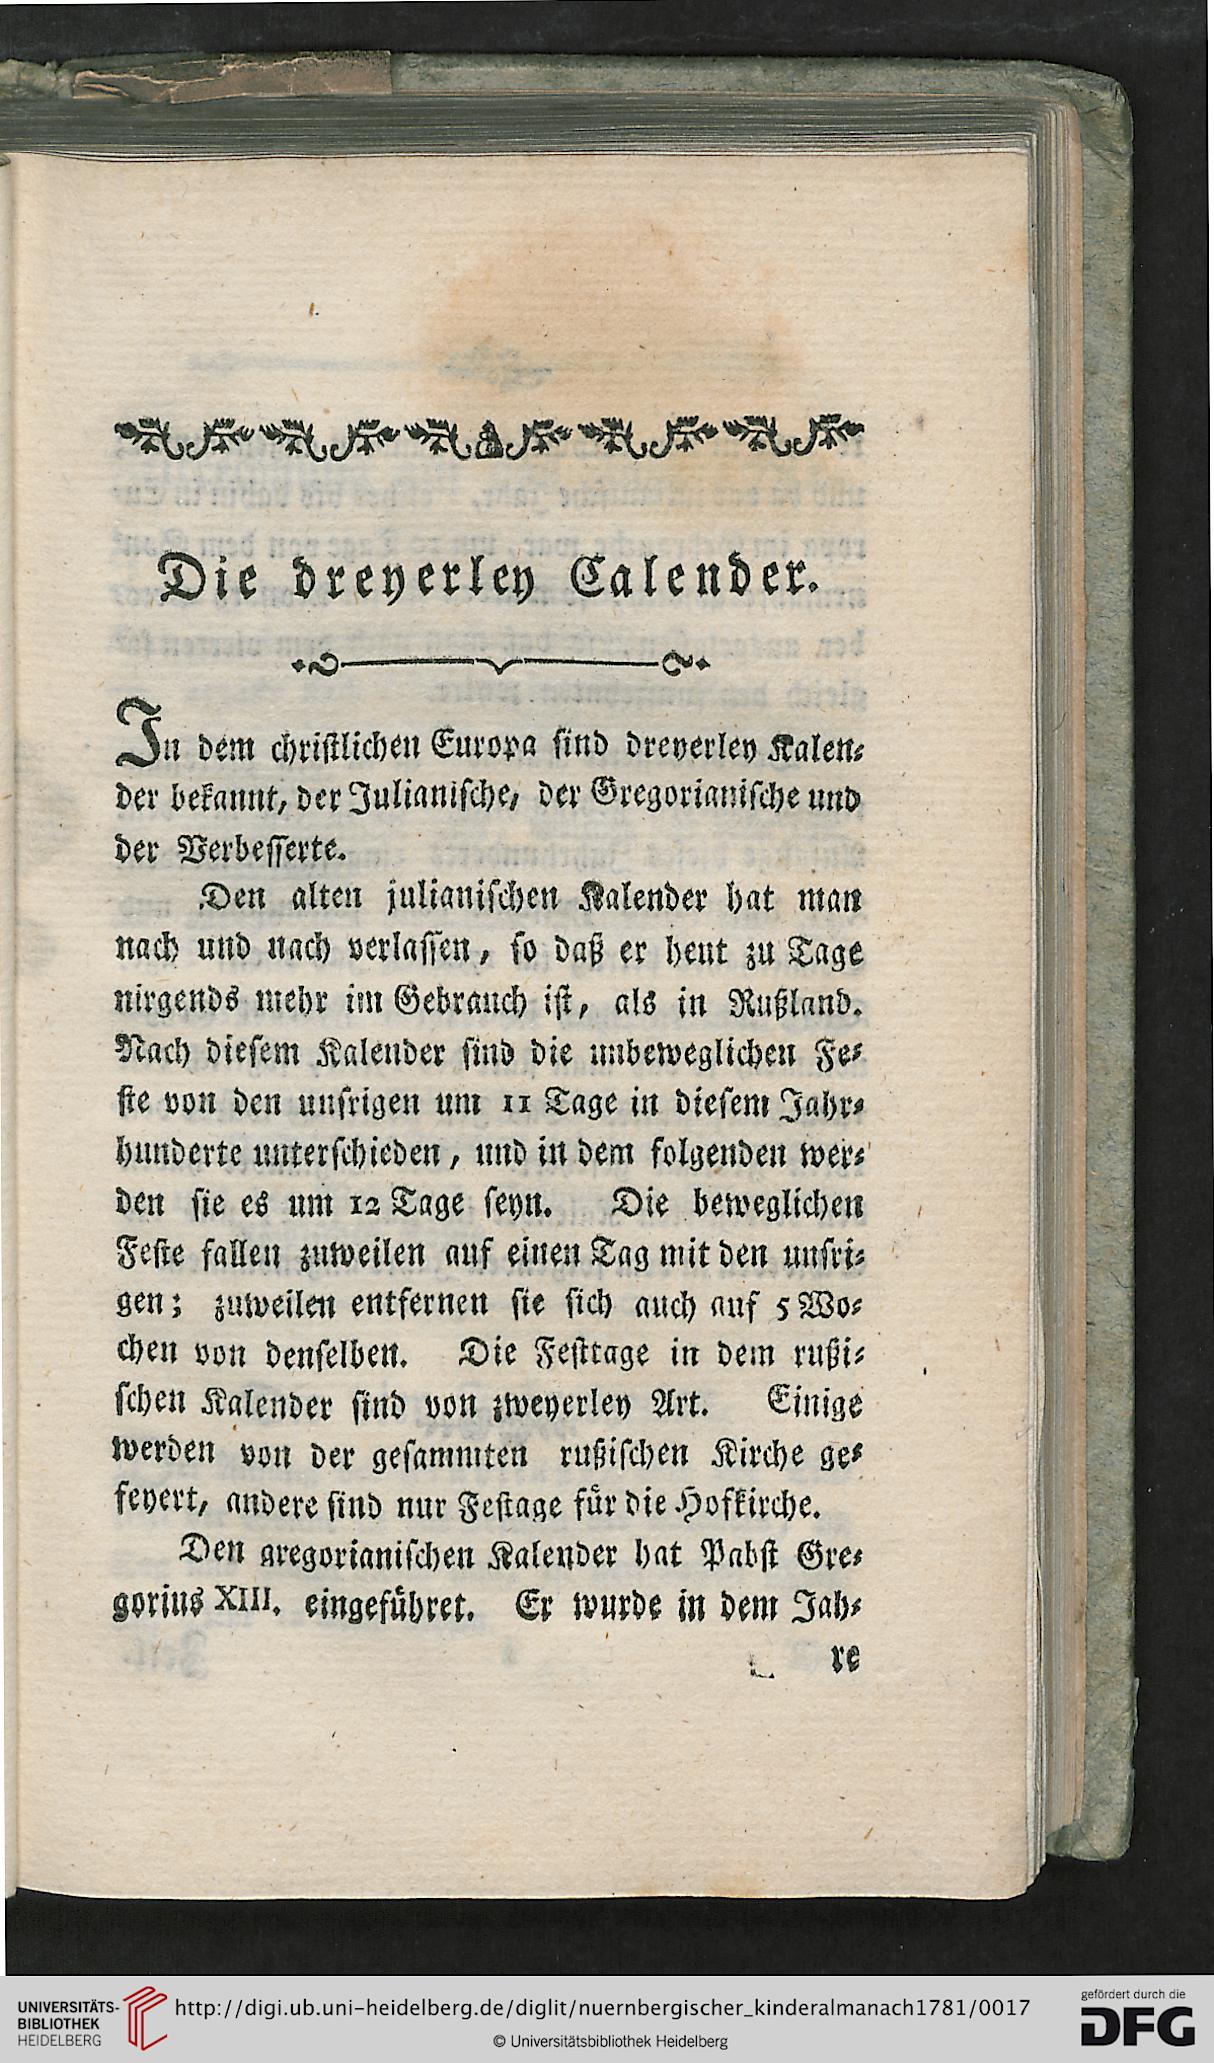 Die dreyerley Calender.
In dem christlichen Europa sind dreyerley Kalen⸗
der bekannt, der Julianische, der Gregorianische und
der Verbesserte.
Den alten julianischen Kalender hat man
nach und nach verlassen, so daß er heut zu Tage
nirgends mehr im Gebrauch ist, als in Rußland.
Nach diesem Kalender sind die unbeweglichen Fe⸗
ste von den unsrigen um 11 Tage in diesem Jahr⸗
hunderte unterschieden, und in dem folgenden wer⸗
den sie es um 12 Tage seyn. Die beweglichen
Feste fallen zuweilen auf einen Tag mit den unsri⸗
gen; zuweilen entfernen sie sich auch auf 5 Wo⸗
chen von denselben. Die Festtage in dem rußi⸗
schen Kalender sind von zweyerley Art. Einige
werden von der gesammten rußischen Kirche ge⸗
feyert, andere sind nur Festage für die Hofkirche.
Den gregorianischen Kalender hat Pabst Gre⸗
gorius XIII. eingeführet. Er wurde in dem Jah⸗
re
UNIVERSITÄTS-
BIBLIOTHEK
HEIDELBERG
http://digi.ub.uni-heidelberg.de/diglit/nuernbergischer_kinderalmanach1781/0017
© Universitätsbibliothek Heidelberg
gefördert durch die
DFG